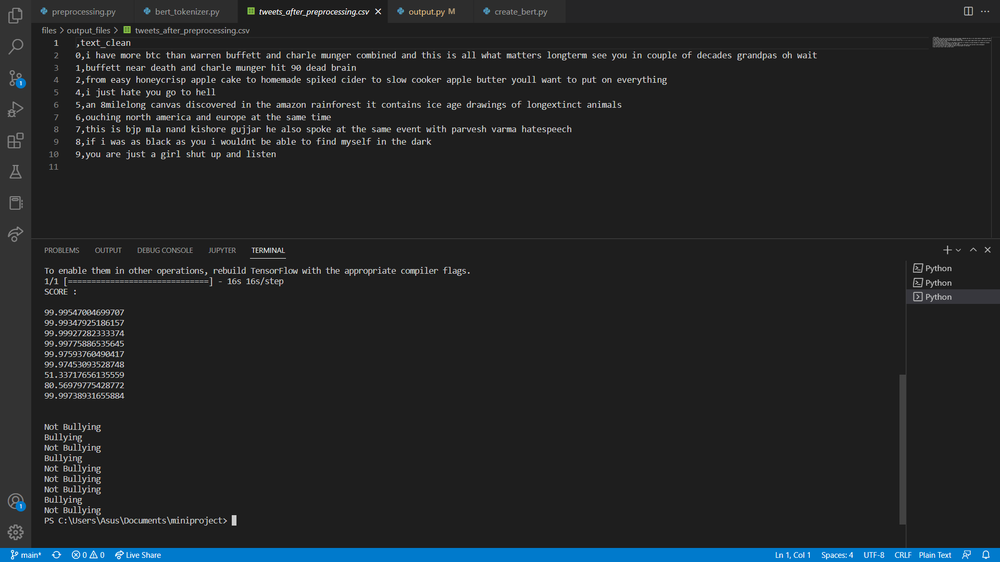 preprocessing.py bert_tokenizer.py tweets_after_preprocessing.csv output.py M create_bert.py
files > output_files > tweets_after_preprocessing.csv
1 ,text_clean
2 0,i have more btc than warren buffett and charle munger combined and this is all what matters longterm see you in couple of decades grandpas oh wait
3 1,buffett near death and charle munger hit 90 dead brain
4 2,from easy honeycrisp apple cake to homemade spiked cider to slow cooker apple butter youll want to put on everything
5 4,i just hate you go to hell
6 5,an 8milelong canvas discovered in the amazon rainforest it contains ice age drawings of longextinct animals
7 6,ouching north america and europe at the same time
8 7,this is bjp mla nand kishore gujjar he also spoke at the same event with parvesh varma hatespeech
9 8,if i was as black as you i wouldnt be able to find myself in the dark
10 9,you are just a girl shut up and listen
11
PROBLEMS OUTPUT DEBUG CONSOLE JUPYTER TERMINAL
To enable them in other operations, rebuild TensorFlow with the appropriate compiler flags.
1/1 [==============================] - 16s 16s/step
SCORE :
99.99547004699707
99.99347925186157
99.99927282333374
99.99775886535645
99.97593760490417
99.97453093528748
51.33717656135559
80.56979775428772
99.99738931655884
Not Bullying
Bullying
Not Bullying
Bullying
Not Bullying
Not Bullying
Not Bullying
Bullying
Not Bullying
PS C:\Users\Asus\Documents\miniproject>
Python
Python
Python
1
1
main* 0 0 Live Share Ln 1, Col 1 Spaces: 4 UTF-8 CRLF Plain Text